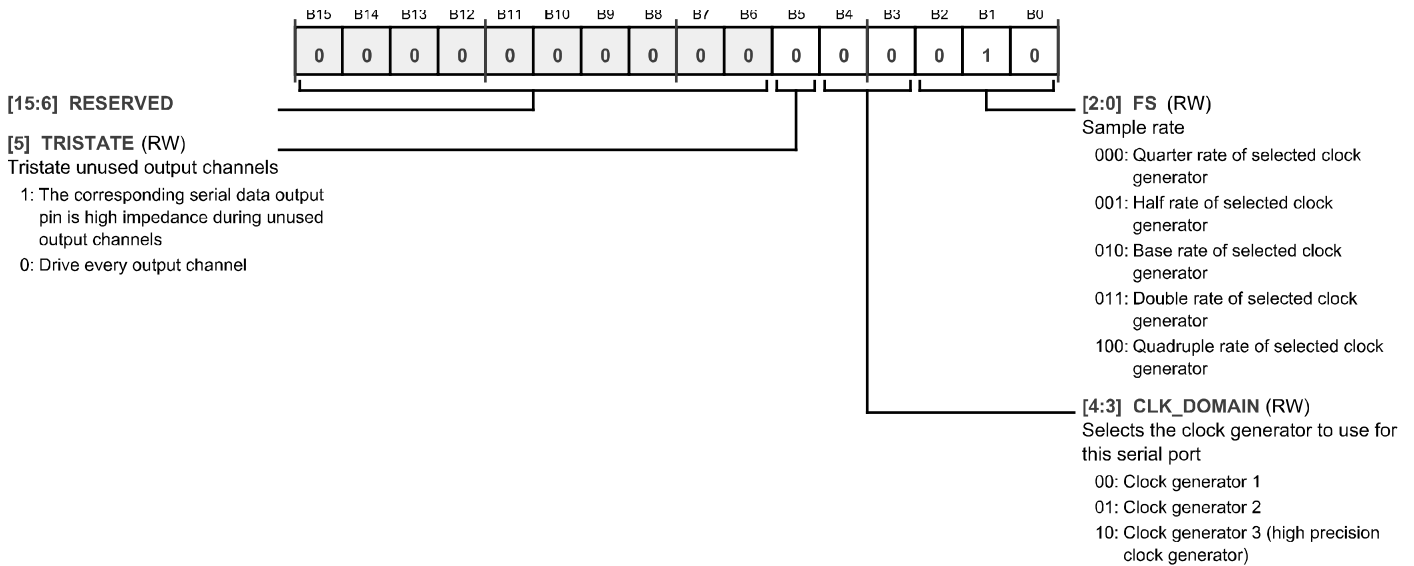 B15 B14 B13 B12 B11 B10 B9 B8 B7 B6 B5 B4 B3 B2 B1 B0
0 0 0 0 0 0 0 0 0 0 0 0 0 0 1 0
[15:6] RESERVED
[5] TRISTATE (RW)
Tristate unused output channels
1: The corresponding serial data output
pin is high impedance during unused
output channels
0: Drive every output channel
[2:0] FS (RW)
Sample rate
000: Quarter rate of selected clock
generator
001: Half rate of selected clock
generator
010: Base rate of selected clock
generator
011: Double rate of selected clock
generator
100: Quadruple rate of selected clock
generator
[4:3] CLK_DOMAIN (RW)
Selects the clock generator to use for
this serial port
00: Clock generator 1
01: Clock generator 2
10: Clock generator 3 (high precision
clock generator)